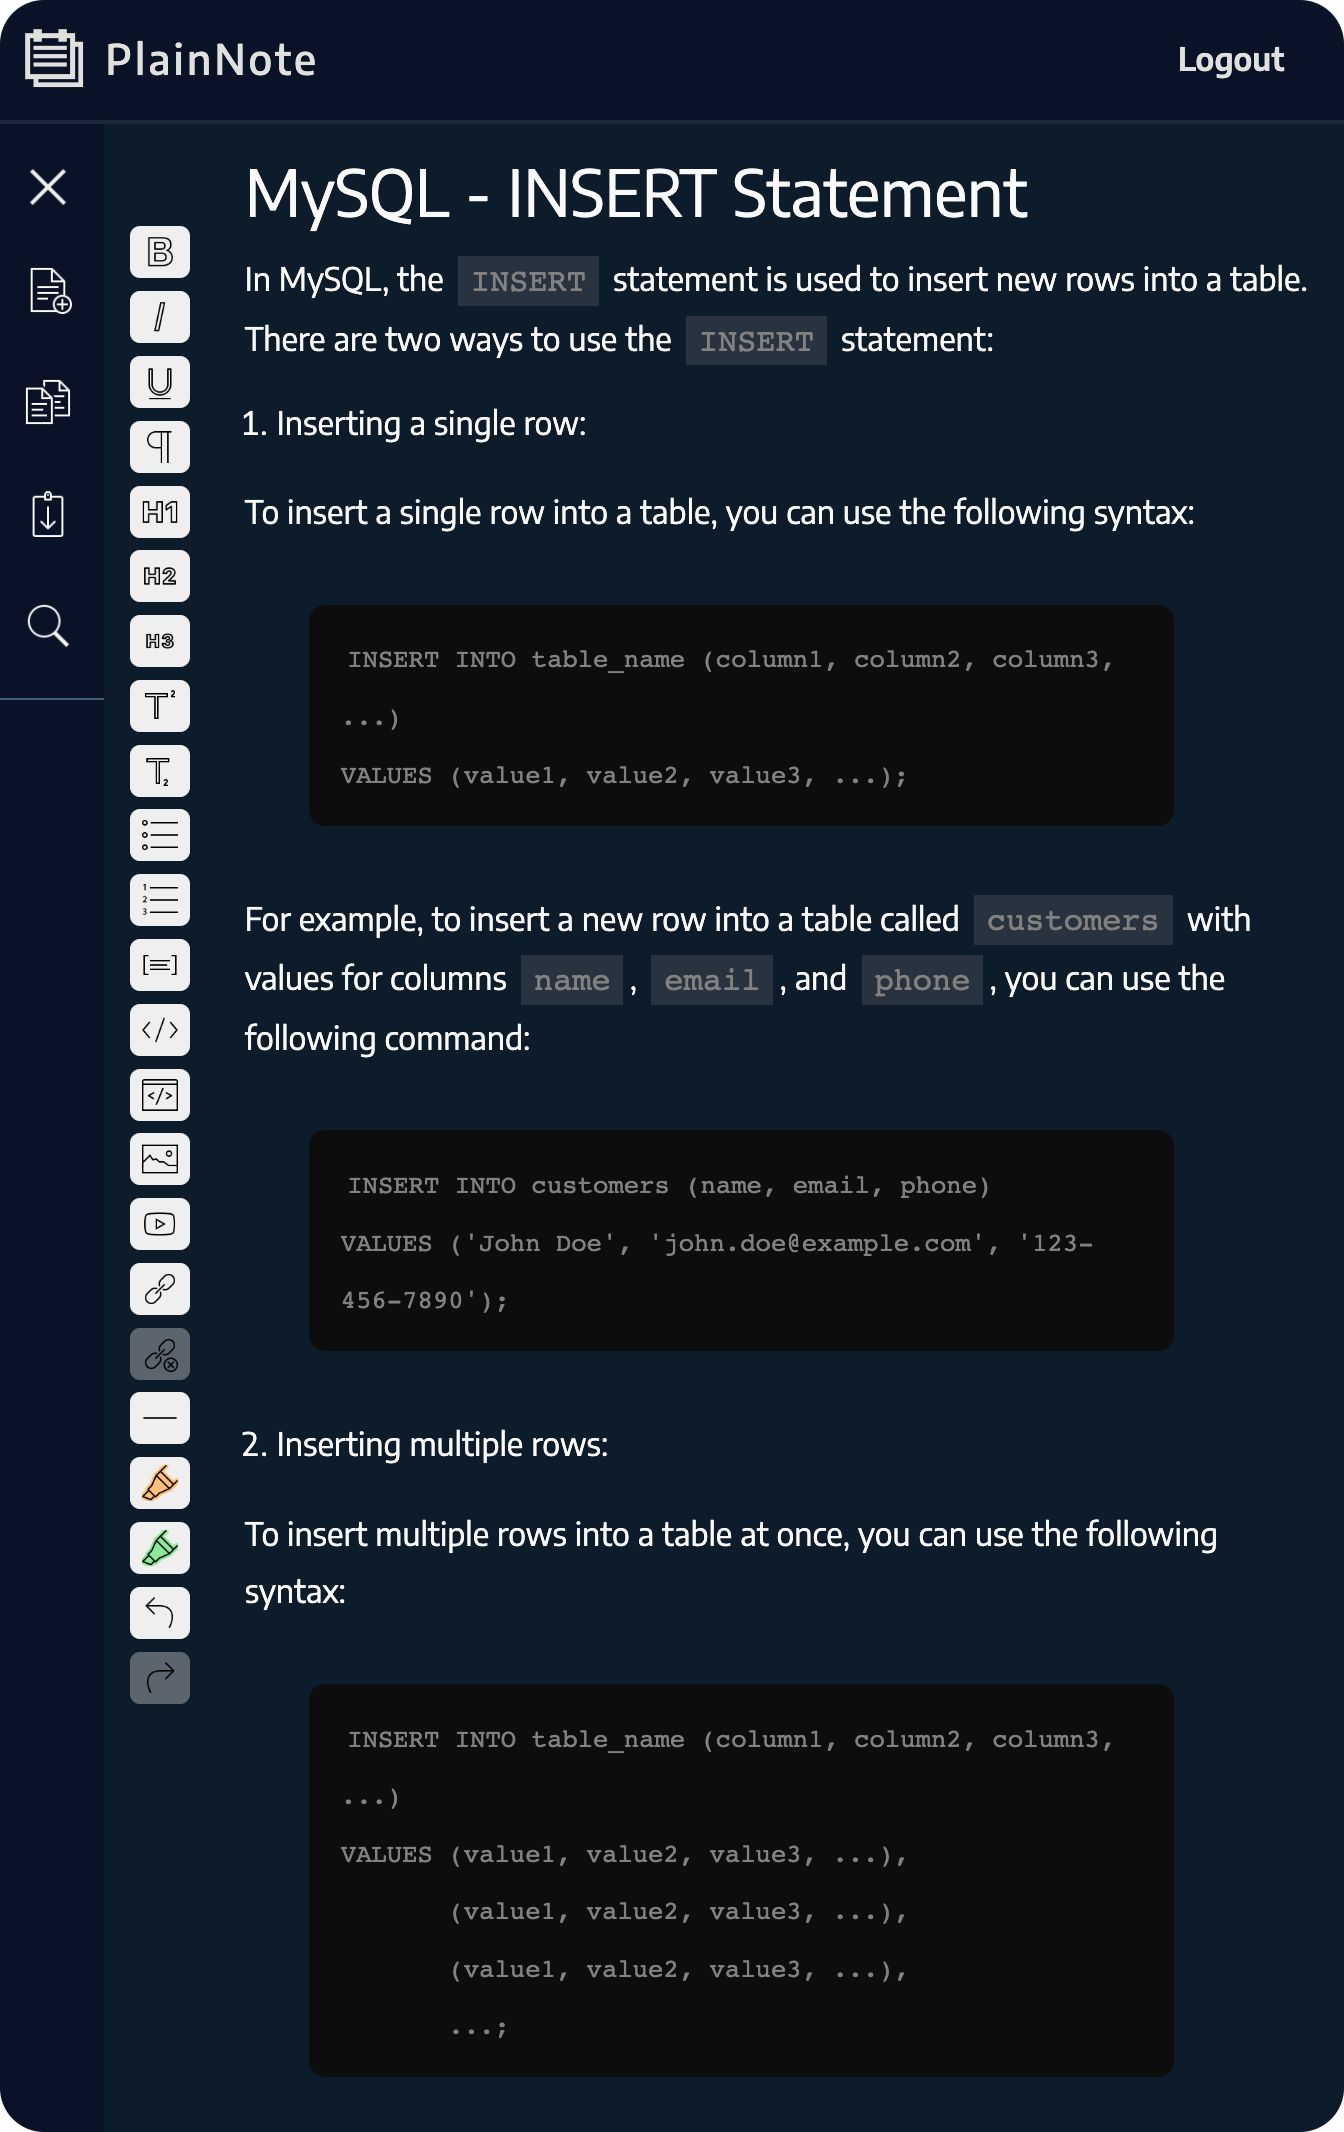 PlainNote
Logout
MySQL - INSERT Statement
In MySQL, the INSERT statement is used to insert new rows into a table.
There are two ways to use the INSERT statement:
1. Inserting a single row:
To insert a single row into a table, you can use the following syntax:
INSERT INTO table_name (column1, column2, column3,
...)
VALUES (value1, value2, value3, ...);
For example, to insert a new row into a table called customers with
values for columns name , email , and phone , you can use the
following command:
INSERT INTO customers (name, email, phone)
VALUES ('John Doe', 'john.doe@example.com', '123-
456-7890');
2. Inserting multiple rows:
To insert multiple rows into a table at once, you can use the following
syntax:
INSERT INTO table_name (column1, column2, column3,
...)
VALUES (value1, value2, value3, ...),
(value1, value2, value3, ...),
(value1, value2, value3, ...),
...;
B
I
U
¶
H1
H2
H3
T2
T2
1
2
3
[≡]
</>
</>